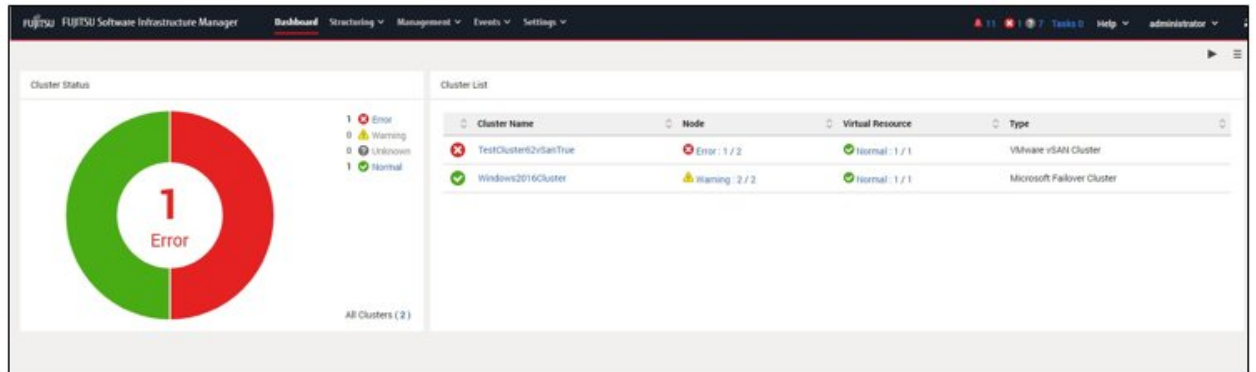 FUJITSU FUJITSU Software Infrastructure Manager Dashboard Structuring Management Events Settings 11 1 7 Tasks 0 Help administrator
Cluster Status
1 Error
0 Warning
0 Unknown
1 Normal
1
Error
All Clusters ( 2 )
Cluster List
Cluster Name Node Virtual Resource Type
TestCluster62vSanTrue Error : 1 / 2 Normal : 1 / 1 VMware vSAN Cluster
Windows2016Cluster Warning : 2 / 2 Normal : 1 / 1 Microsoft Failover Cluster